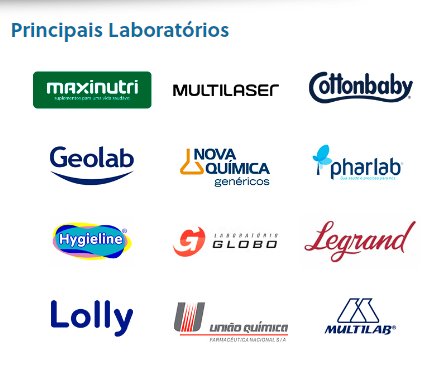 Principais Laboratórios
maxinutri
suplementos para uma vida saudável
MULTILASER
Cottonbaby
Geolab
NOVA
QUÍMICA
genéricos
pharlab
Hygieline
LABORATÓRIO
GLOBO
Legrand
Lolly
UNIÃO QUÍMICA
FARMACÊUTICA NACIONAL S/A
MULTILAB